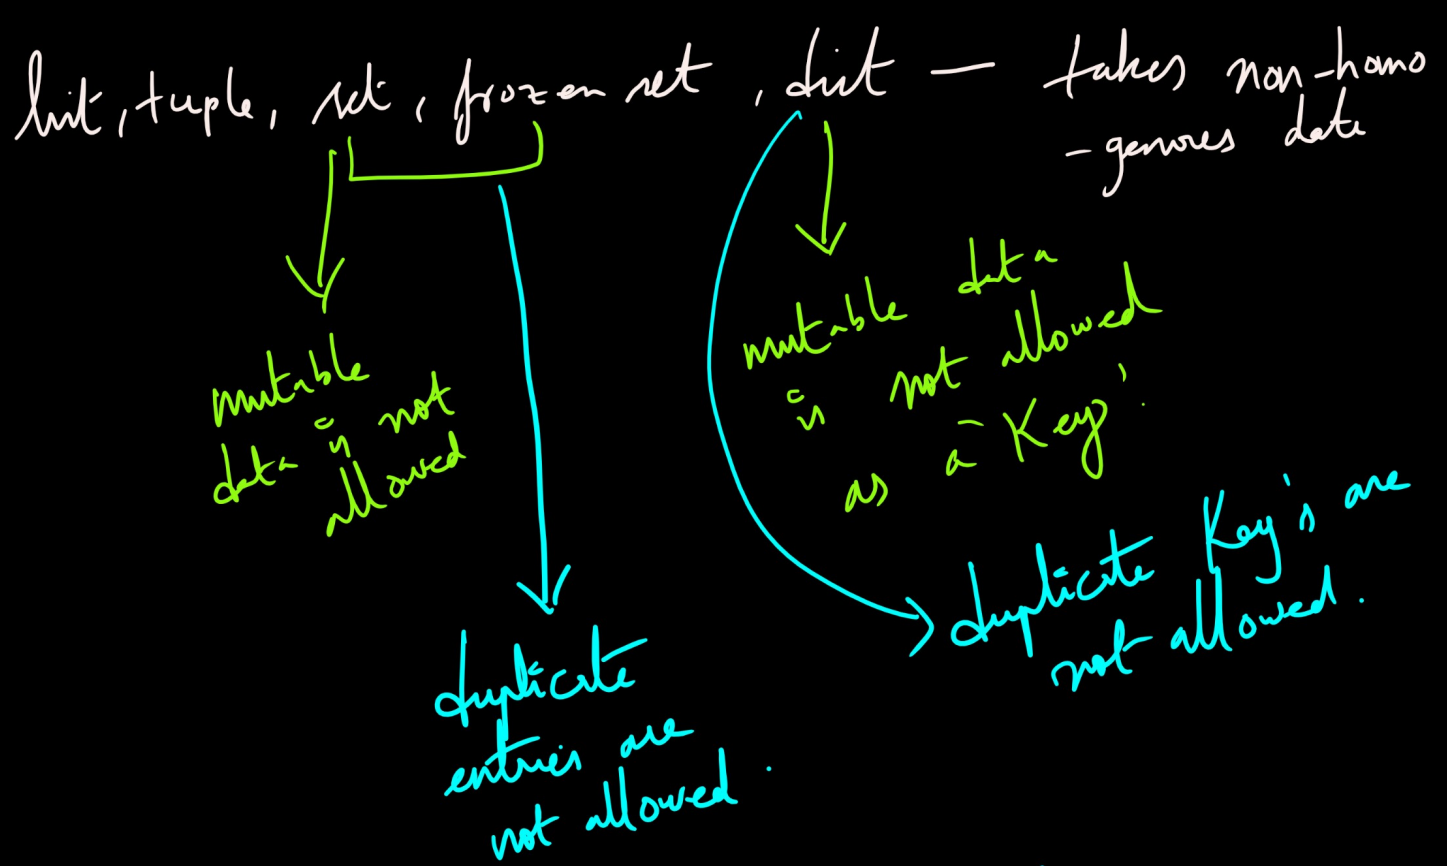 list, tuple, set, frozen set, dict — takes non-homo
-genoues data
mutable
data is not
allowed
mutable data
is not allowed
as a Key.
duplicate Key's are
not allowed.
duplicate
entries are
not allowed.